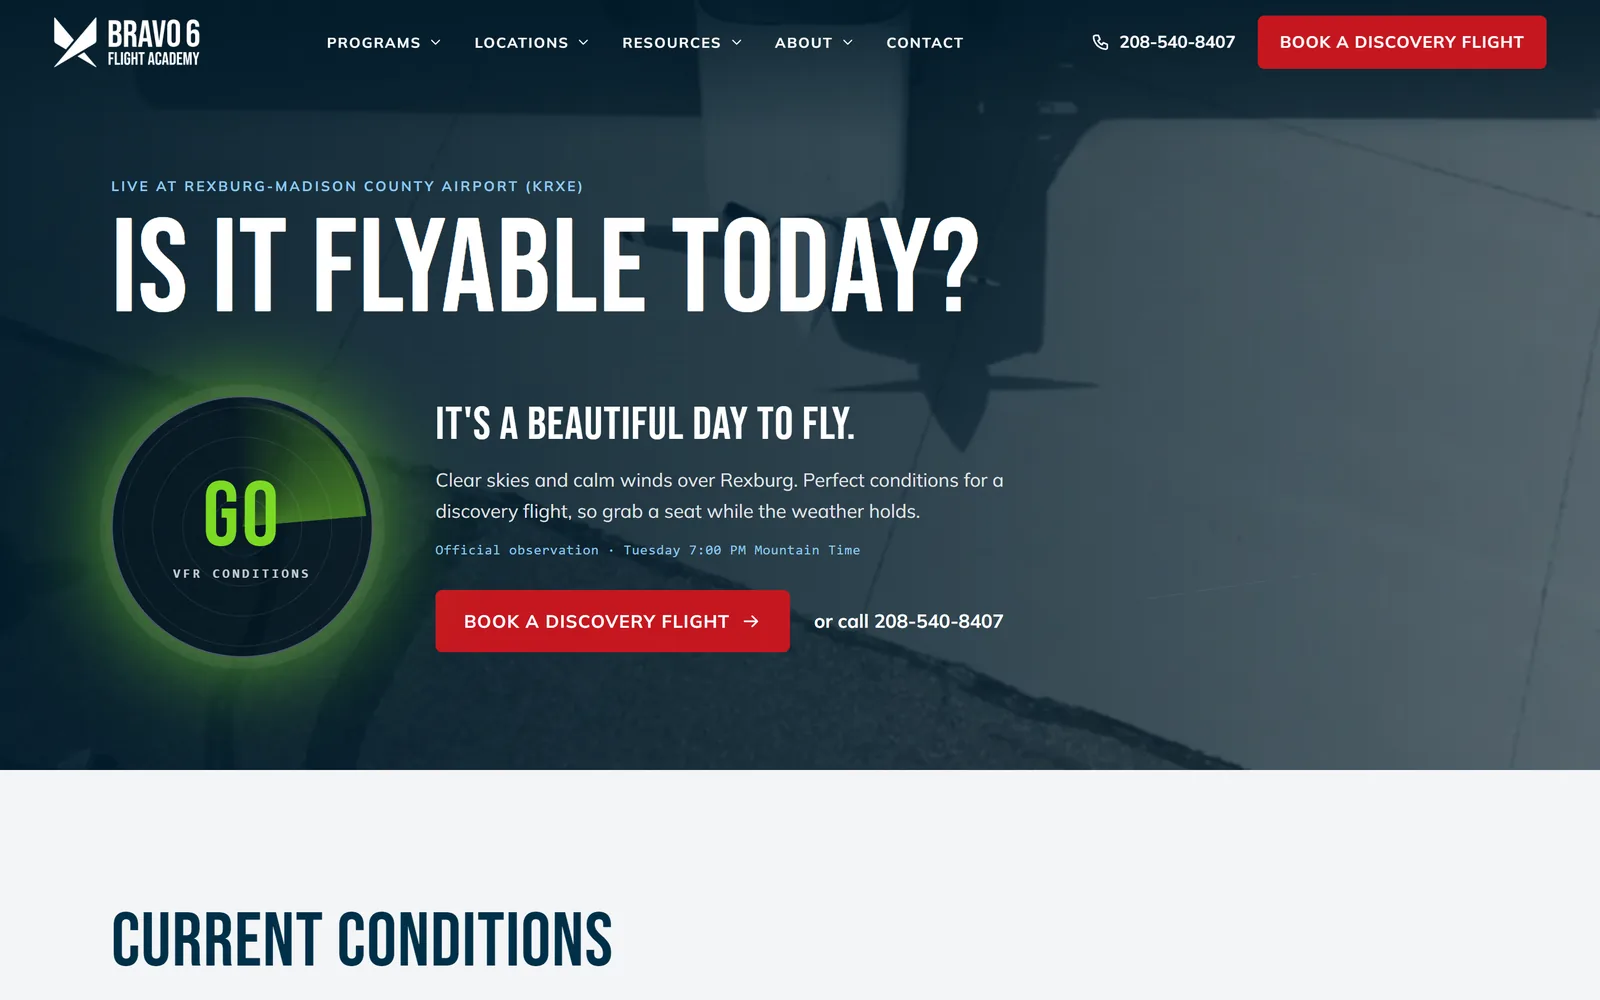 BRAVO 6
FLIGHT ACADEMY
PROGRAMS
LOCATIONS
RESOURCES
ABOUT
CONTACT
208-540-8407
BOOK A DISCOVERY FLIGHT
LIVE AT REXBURG-MADISON COUNTY AIRPORT (KRXE)
IS IT FLYABLE TODAY?
GO
VFR CONDITIONS
IT'S A BEAUTIFUL DAY TO FLY.
Clear skies and calm winds over Rexburg. Perfect conditions for a
discovery flight, so grab a seat while the weather holds.
Official observation · Tuesday 7:00 PM Mountain Time
BOOK A DISCOVERY FLIGHT →
or call 208-540-8407
CURRENT CONDITIONS